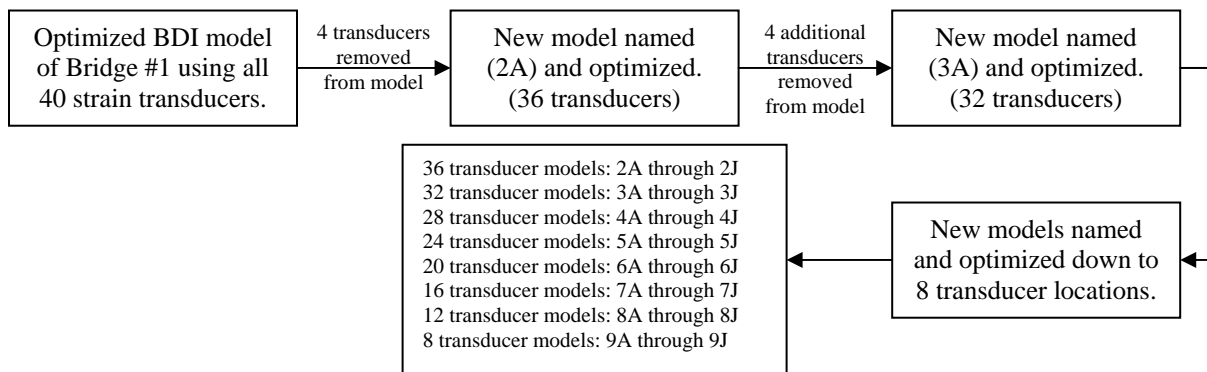 Optimized BDI model
of Bridge #1 using all
40 strain transducers.
4 transducers
removed
from model
New model named
(2A) and optimized.
(36 transducers)
4 additional
transducers
removed
from model
New model named
(3A) and optimized.
(32 transducers)
New models named
and optimized down to
8 transducer locations.
36 transducer models: 2A through 2J
32 transducer models: 3A through 3J
28 transducer models: 4A through 4J
24 transducer models: 5A through 5J
20 transducer models: 6A through 6J
16 transducer models: 7A through 7J
12 transducer models: 8A through 8J
8 transducer models: 9A through 9J